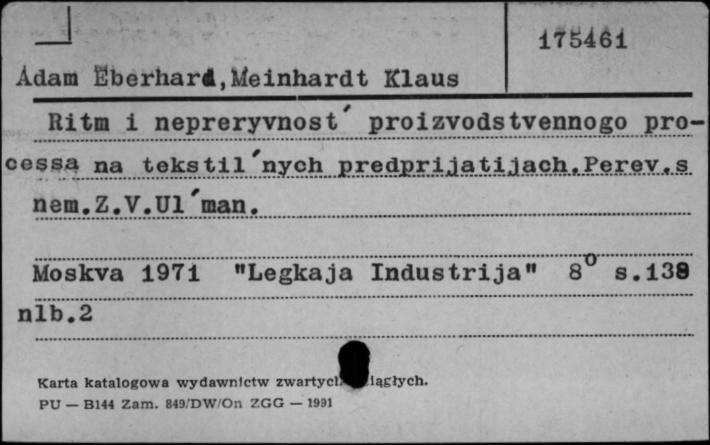 175461
Adam Eberhard,Meinhardt Klaus
Ritm i nepreryvnost´ proizvodstvennogo pro-
cessa na tekstil´nych predprijatijach.Perev.s
nem.Z.V.Ul´man.
Moskva 1971 "Legkaja Industrija" 8° s.138
nlb.2
Karta katalogowa wydawnictw zwartych
PU — B144 Zam. 849/DW/On ZGG — 1991